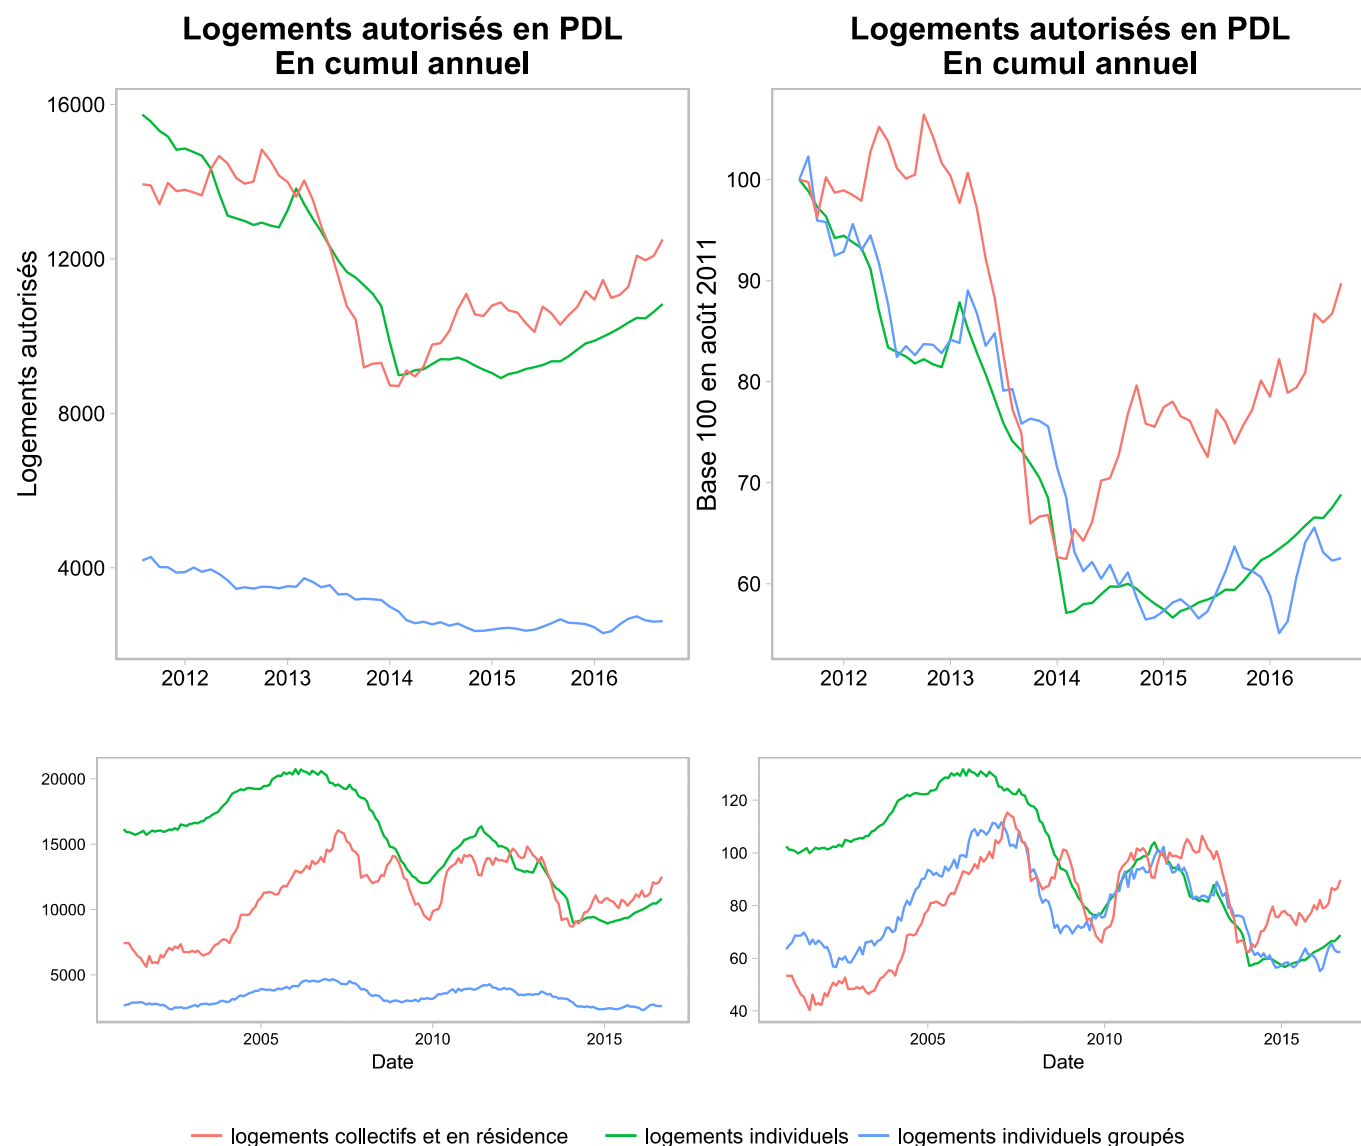 Logements autorisés en PDL
En cumul annuel
Logements autorisés
16000
12000
8000
4000
2012 2013 2014 2015 2016
Logements autorisés en PDL
En cumul annuel
Base 100 en août 2011
100
90
80
70
60
2012 2013 2014 2015 2016
20000
15000
10000
5000
2005 2010 2015
Date
120
100
80
60
40
2005 2010 2015
Date
logements collectifs et en résidence logements individuels logements individuels groupés